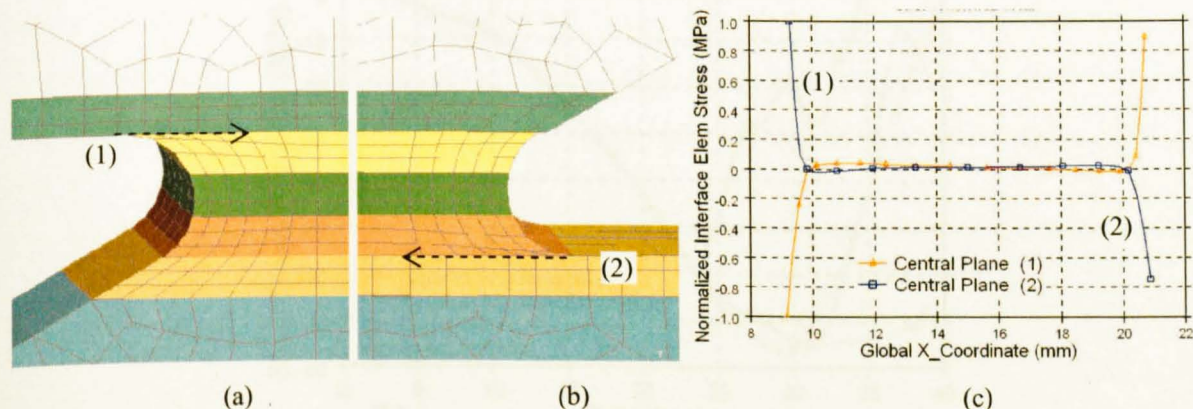 (1)
(2)
Normalized Interface Elem Stress (MPa)
1.0
0.8
0.6
0.4
0.2
0
-0.2
-0.4
-0.6
-0.8
-1.0
(1)
(2)
Central Plane (1)
Central Plane (2)
8 10 12 14 16 18 20 22
Global X_Coordinate (mm)
(a) (b) (c)